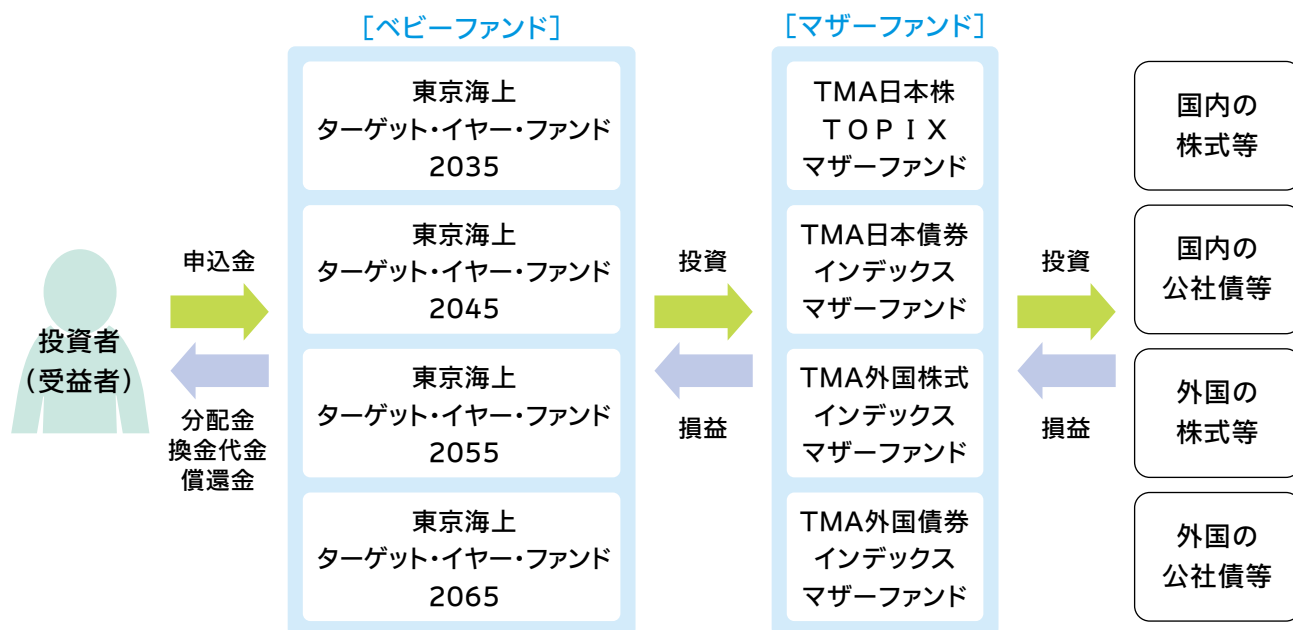 [ベビーファンド]
[マザーファンド]
投資者
(受益者)
申込金
分配金
換金代金
償還金
東京海上
ターゲット・イヤー・ファンド
2035
東京海上
ターゲット・イヤー・ファンド
2045
東京海上
ターゲット・イヤー・ファンド
2055
東京海上
ターゲット・イヤー・ファンド
2065
投資
損益
TMA日本株
TOPIX
マザーファンド
TMA日本債券
インデックス
マザーファンド
TMA外国株式
インデックス
マザーファンド
TMA外国債券
インデックス
マザーファンド
投資
損益
国内の
株式等
国内の
公社債等
外国の
株式等
外国の
公社債等